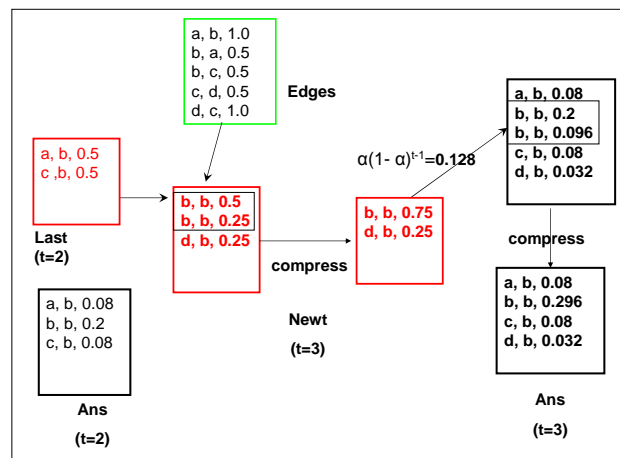 a, b, 1.0
b, a, 0.5
b, c, 0.5
c, d, 0.5
d, c, 1.0
Edges
a, b, 0.5
c ,b, 0.5
Last
(t=2)
b, b, 0.5
b, b, 0.25
d, b, 0.25
compress
Newt
(t=3)
b, b, 0.75
d, b, 0.25
α(1- α)^t-1=0.128
a, b, 0.08
b, b, 0.2
b, b, 0.096
c, b, 0.08
d, b, 0.032
compress
a, b, 0.08
b, b, 0.296
c, b, 0.08
d, b, 0.032
Ans
(t=3)
a, b, 0.08
b, b, 0.2
c, b, 0.08
Ans
(t=2)